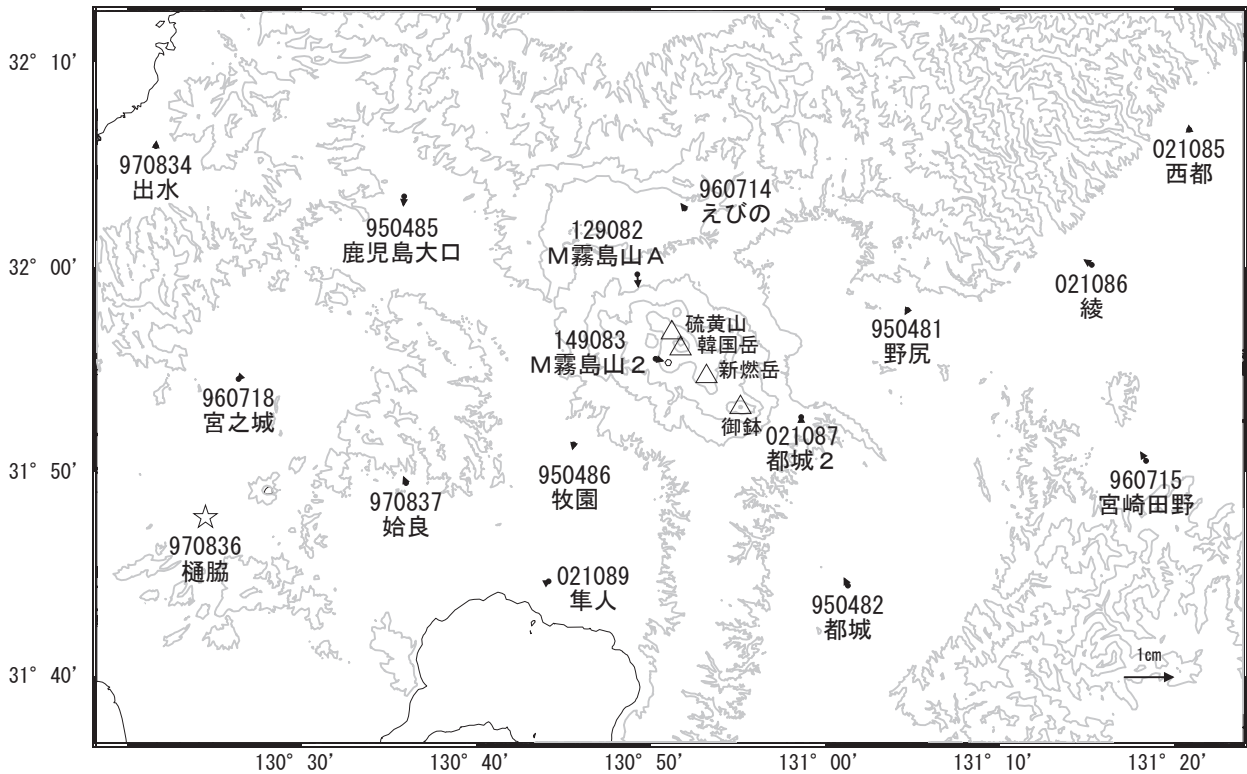 32° 10′
32° 00′
31° 50′
31° 40′
130° 30′
130° 40′
130° 50′
131° 00′
131° 10′
131° 20′
970834
出水
950485
鹿児島大口
960714
えびの
129082
M霧島山A
021085
西都
021086
綾
950481
野尻
149083
M霧島山2
硫黄山
韓国岳
新燃岳
御鉢
960718
宮之城
021087
都城2
950486
牧園
970837
姶良
960715
宮崎田野
970836
樋脇
021089
隼人
950482
都城
1cm